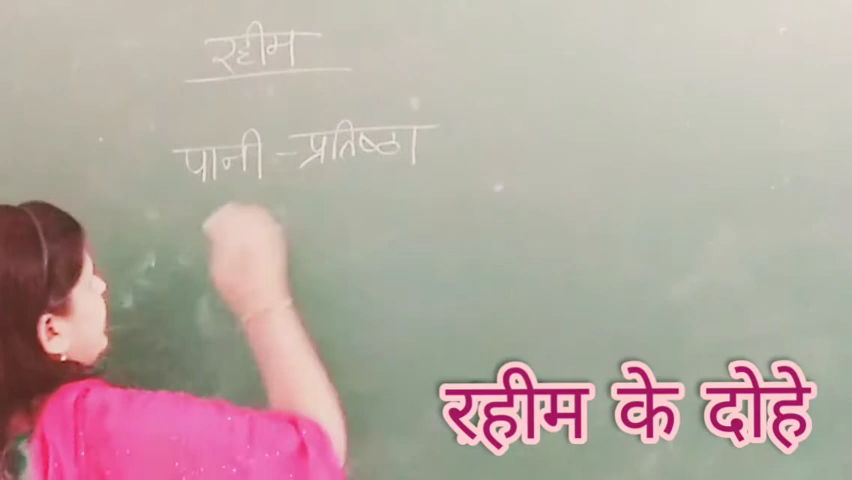 रहीम
पानी - प्रतिष्ठा
रहीम के दोहे